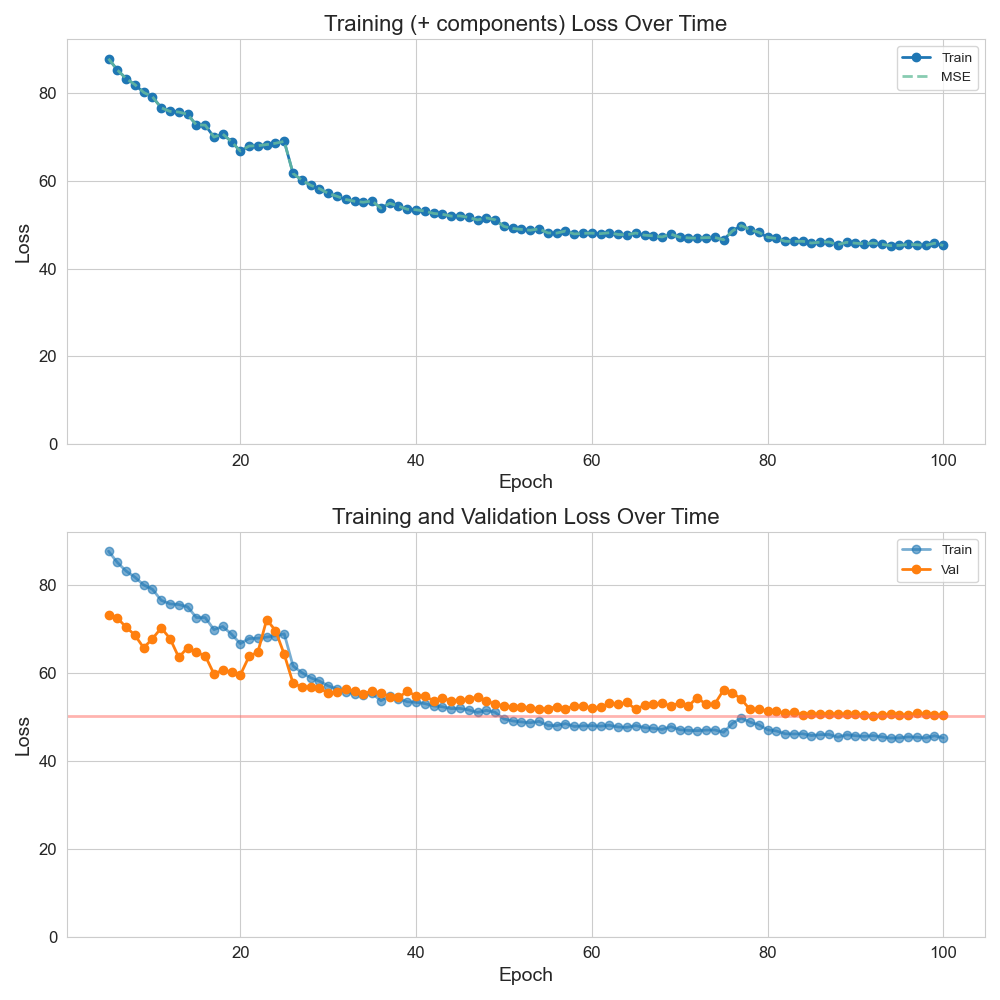 Training (+ components) Loss Over Time
Train
MSE
80
60
40
20
0
Loss
20 40 60 80 100
Epoch
Training and Validation Loss Over Time
Train
Val
80
60
40
20
0
Loss
20 40 60 80 100
Epoch